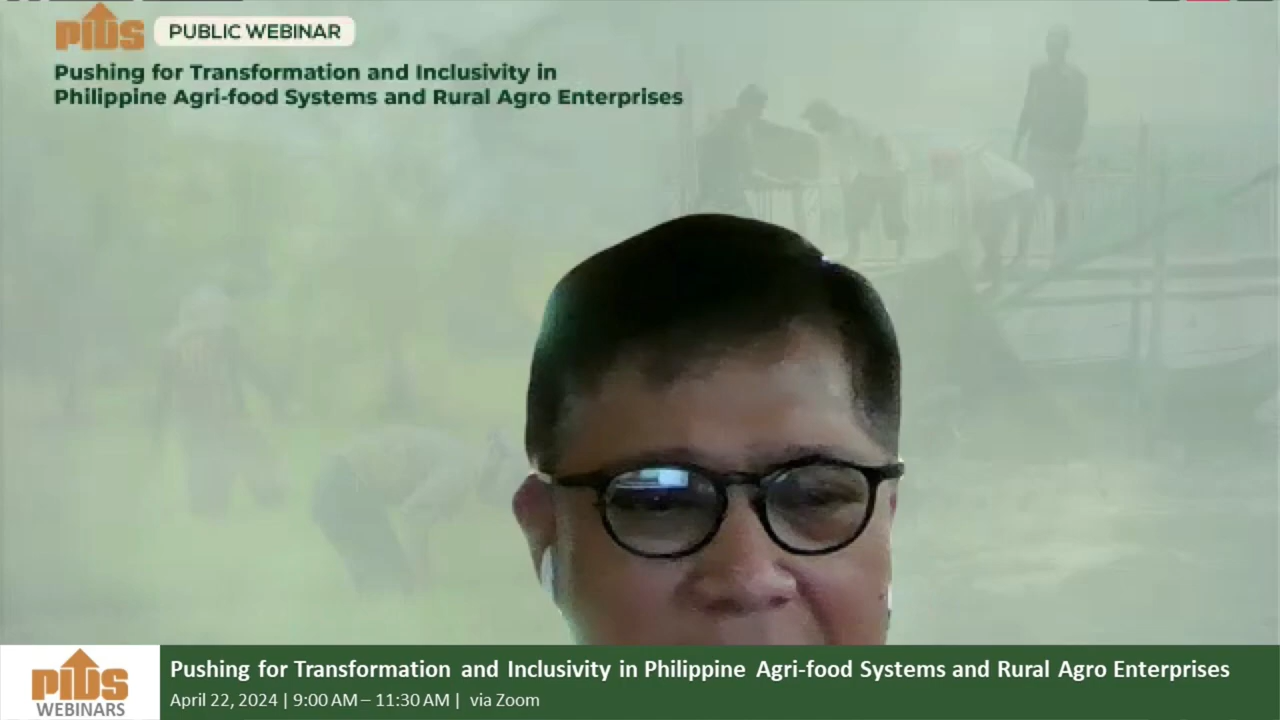 PIDS
PUBLIC WEBINAR
Pushing for Transformation and Inclusivity in
Philippine Agri-food Systems and Rural Agro Enterprises
PIDS
WEBINARS
Pushing for Transformation and Inclusivity in Philippine Agri-food Systems and Rural Agro Enterprises
April 22, 2024 | 9:00 AM – 11:30 AM | via Zoom